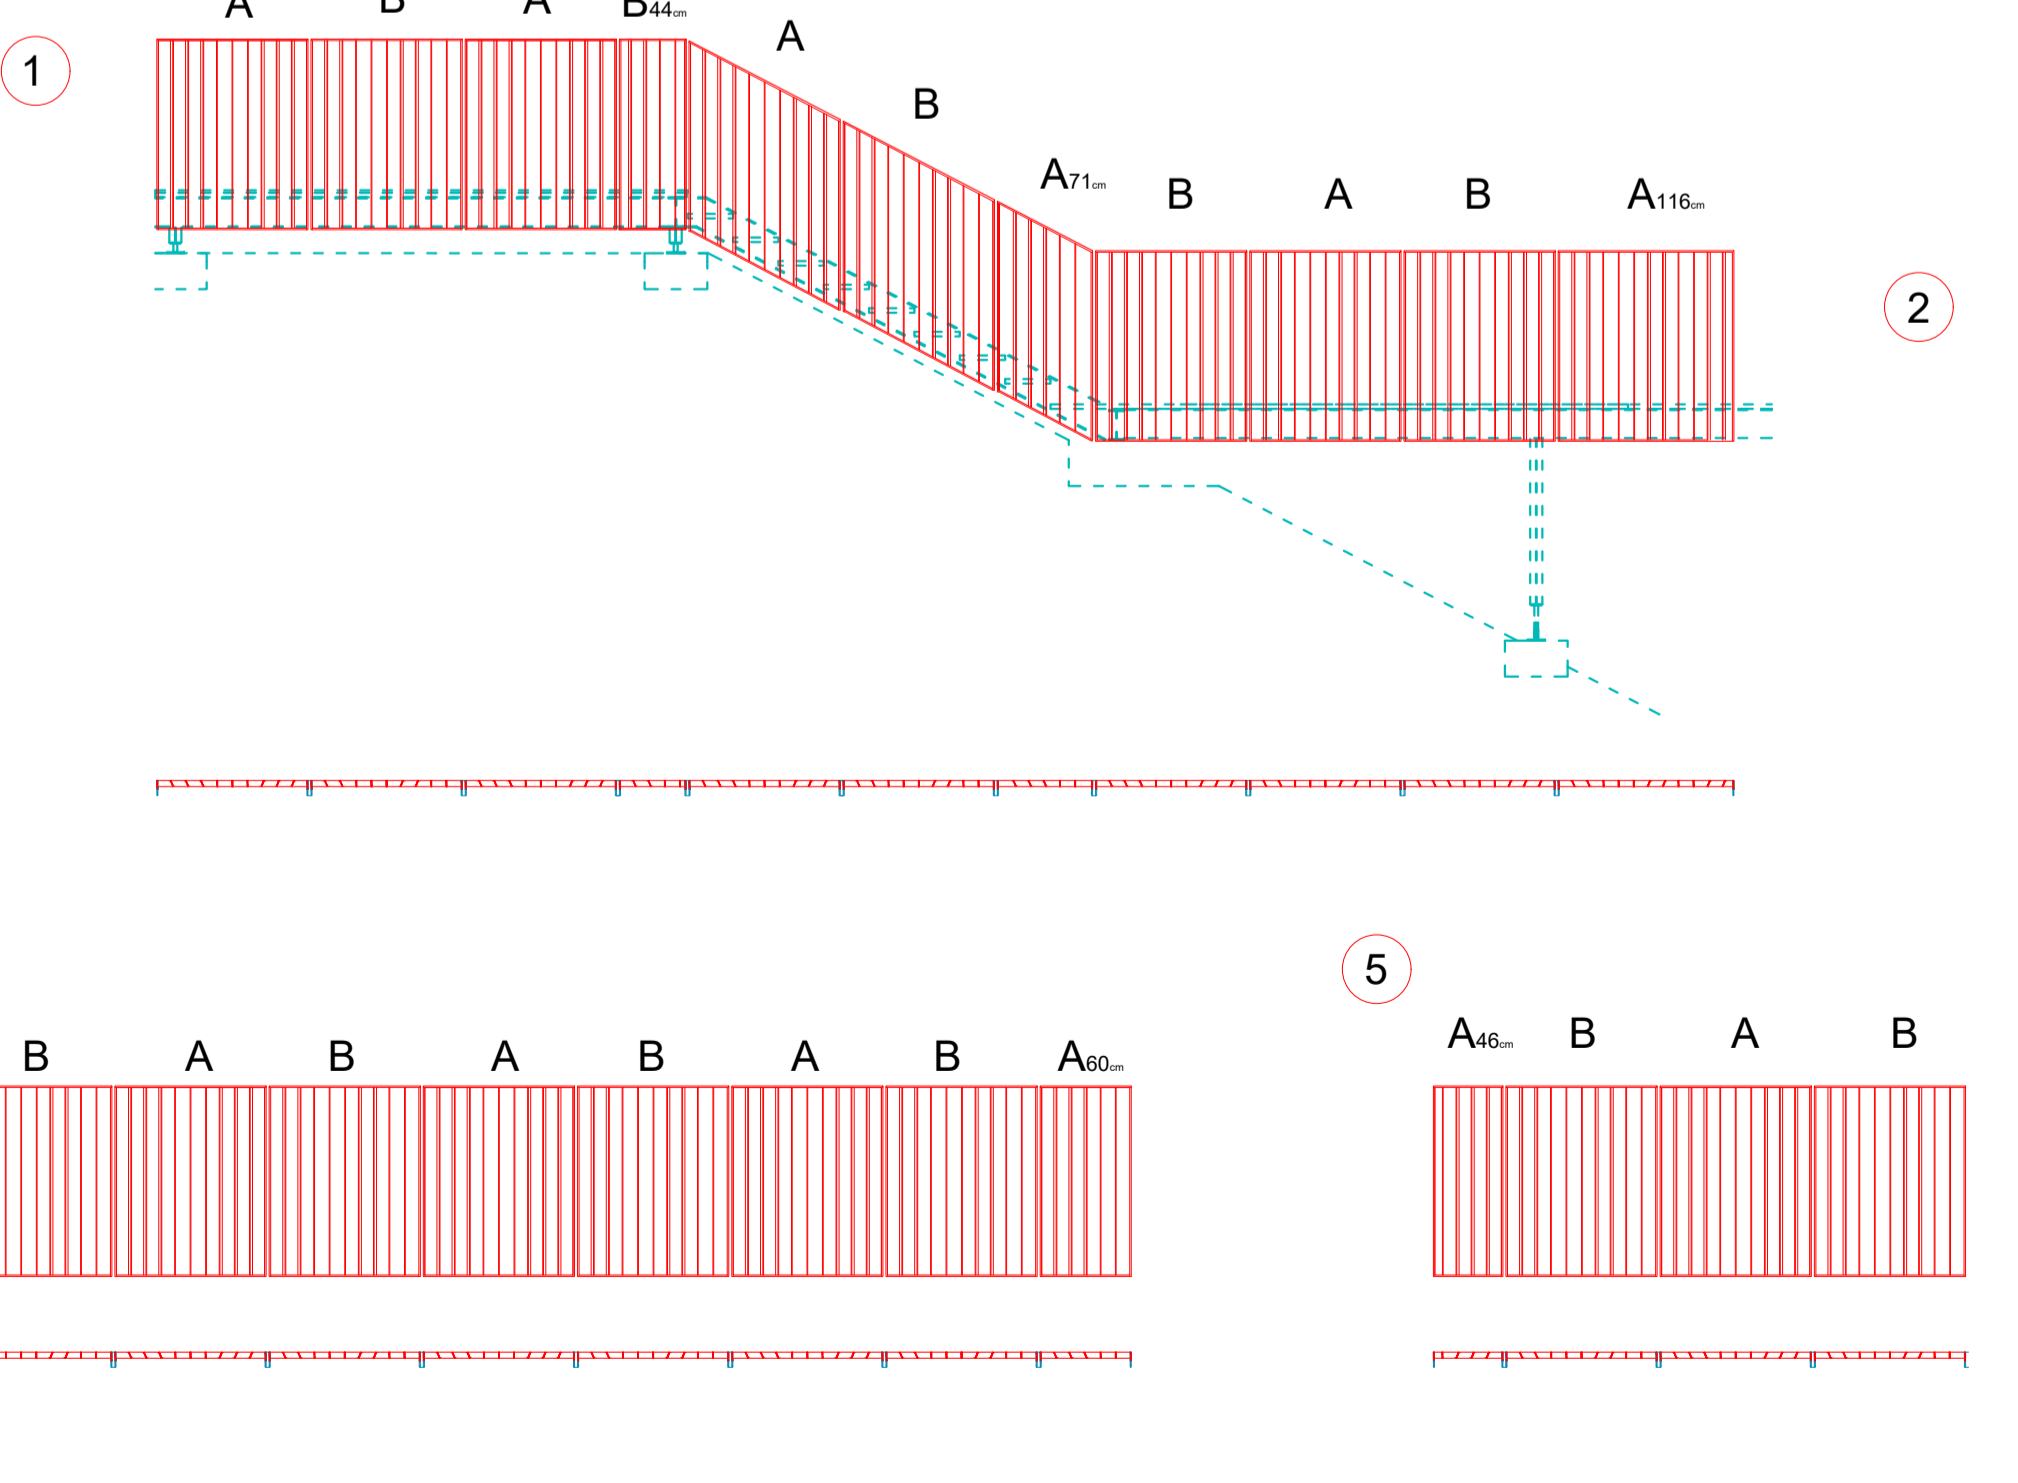 A B A B44cm
1
A
B
A71cm
B A B A116cm
2
5
B A B A B A B A60cm
A46cm B A B